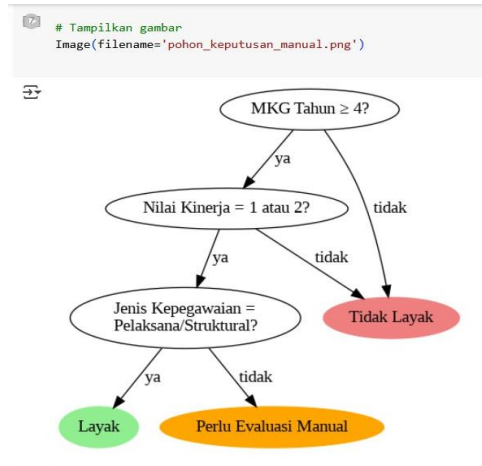 # Tampilkan gambar
Image(filename='pohon_keputusan_manual.png')
MKG Tahun ≥ 4?
ya
Nilai Kinerja = 1 atau 2?
tidak
ya
tidak
Jenis Kepegawaian =
Pelaksana/Struktural?
Tidak Layak
ya
tidak
Layak
Perlu Evaluasi Manual